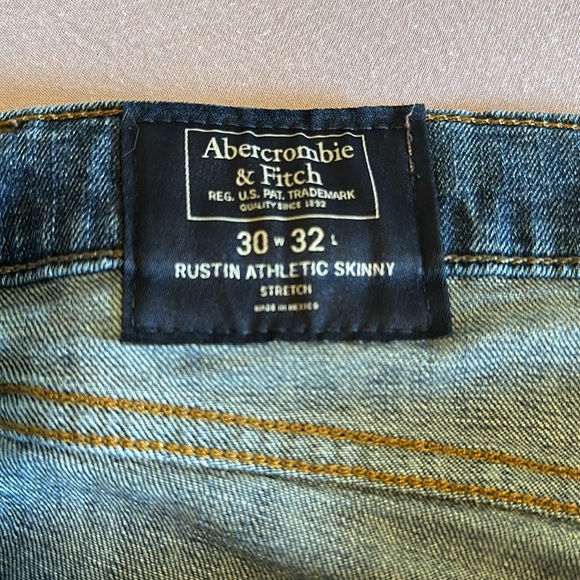 Abercrombie
& Fitch
REG. U.S. PAT. TRADEMARK
QUALITY SINCE 1892
30 W 32 L
RUSTIN ATHLETIC SKINNY
STRETCH
MADE IN MEXICO